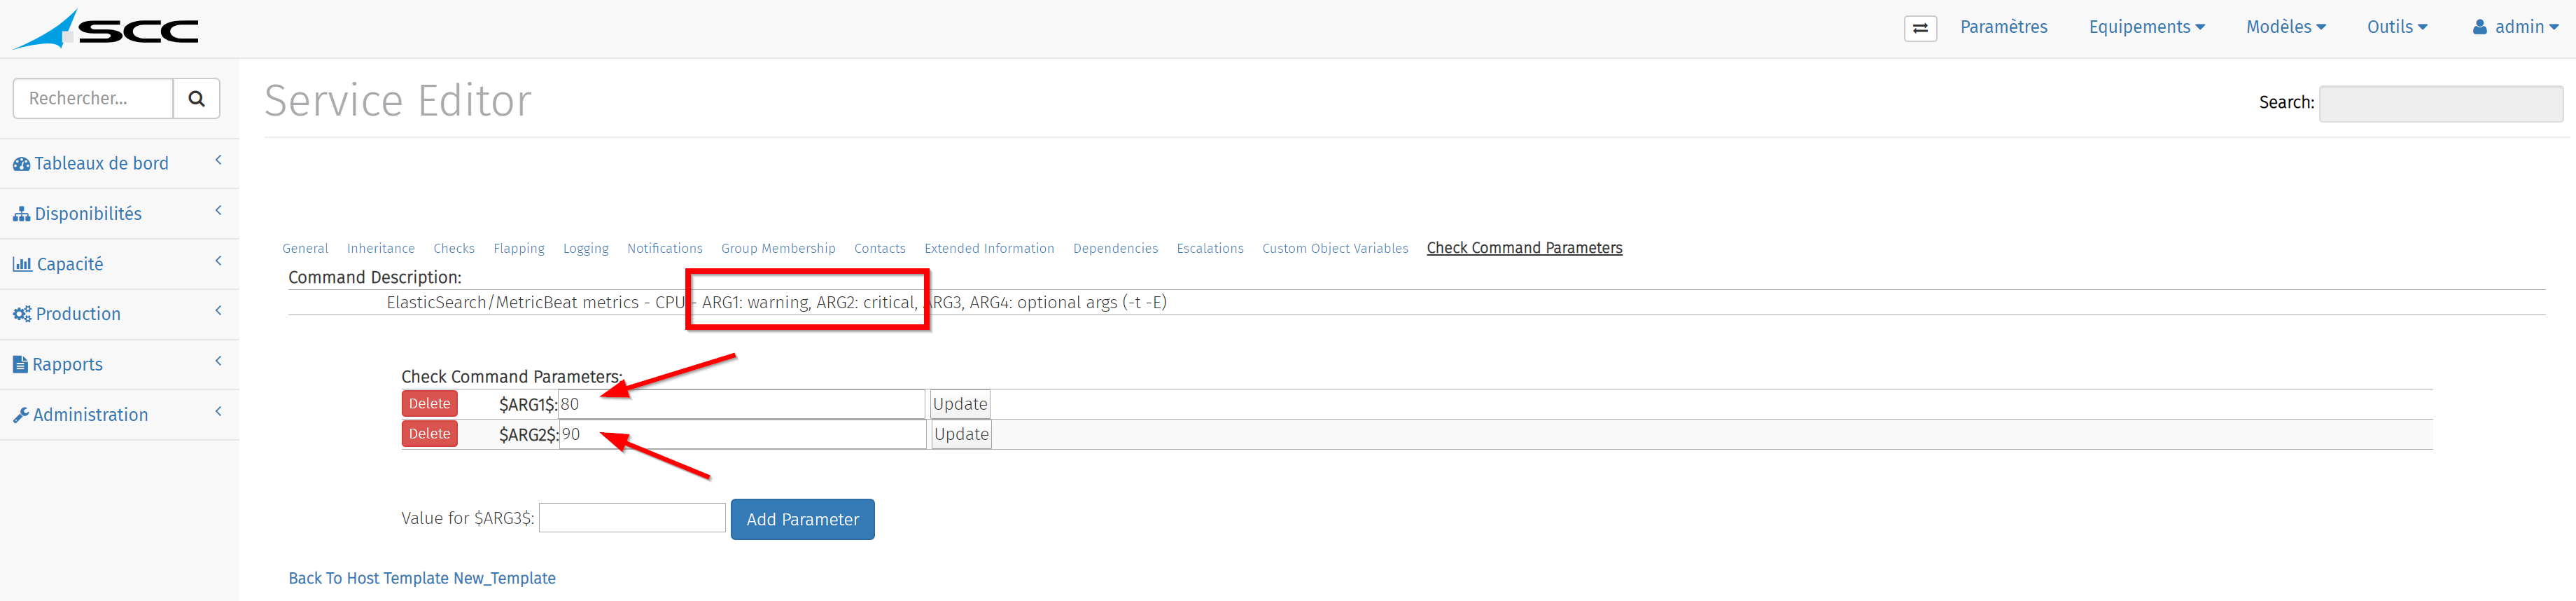 SCC
Paramètres Equipements Modèles Outils admin
Rechercher...
Service Editor
Search:
Tableaux de bord
Disponibilités
Capacité
Production
Rapports
Administration
General Inheritance Checks Flapping Logging Notifications Group Membership Contacts Extended Information Dependencies Escalations Custom Object Variables Check Command Parameters
Command Description:
ElasticSearch/MetricBeat metrics - CPU - ARG1: warning, ARG2: critical, ARG3, ARG4: optional args (-t -E)
Check Command Parameters:
Delete $ARG1$: 80 Update
Delete $ARG2$: 90 Update
Value for $ARG3$: Add Parameter
Back To Host Template New_Template